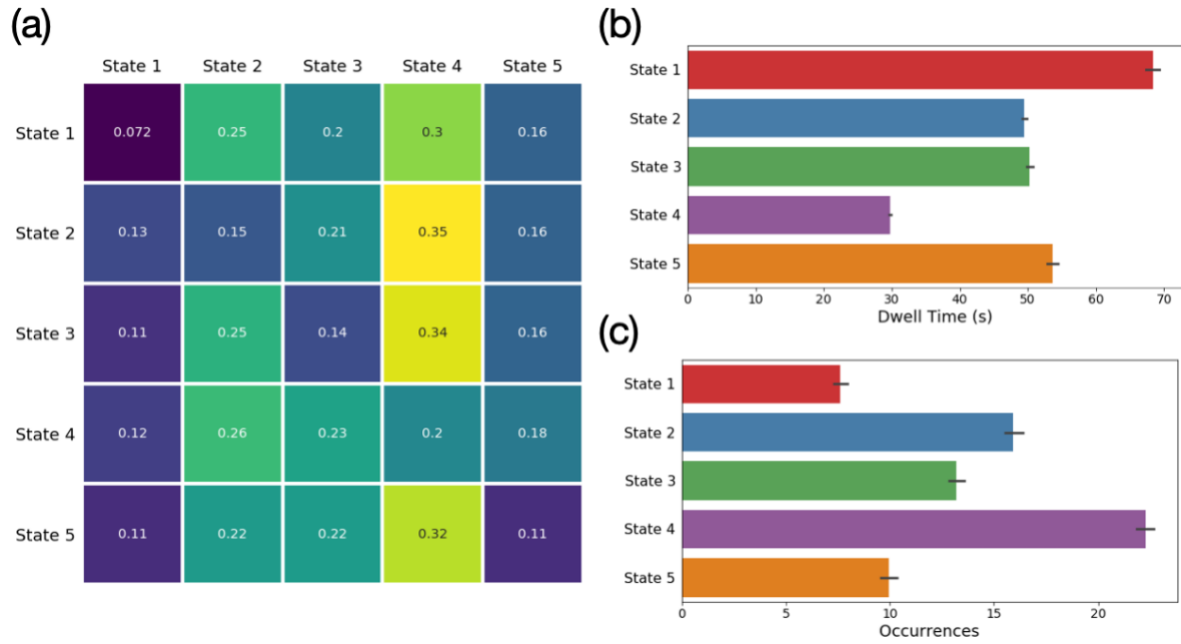 (a)
State 1 State 2 State 3 State 4 State 5
State 1 0.072 0.25 0.2 0.3 0.16
State 2 0.13 0.15 0.21 0.35 0.16
State 3 0.11 0.25 0.14 0.34 0.16
State 4 0.12 0.26 0.23 0.2 0.18
State 5 0.11 0.22 0.22 0.32 0.11
(b)
State 1
State 2
State 3
State 4
State 5
0 10 20 30 40 50 60 70
Dwell Time (s)
(c)
State 1
State 2
State 3
State 4
State 5
0 5 10 15 20
Occurrences